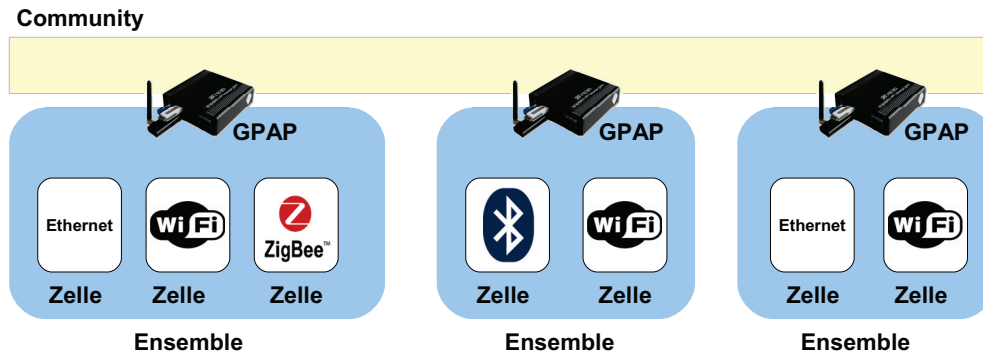 Community
GPAP
GPAP
GPAP
Ethernet
Wi Fi
ZigBee™
Wi Fi
Ethernet
Wi Fi
Zelle
Zelle
Zelle
Zelle
Zelle
Zelle
Zelle
Ensemble
Ensemble
Ensemble